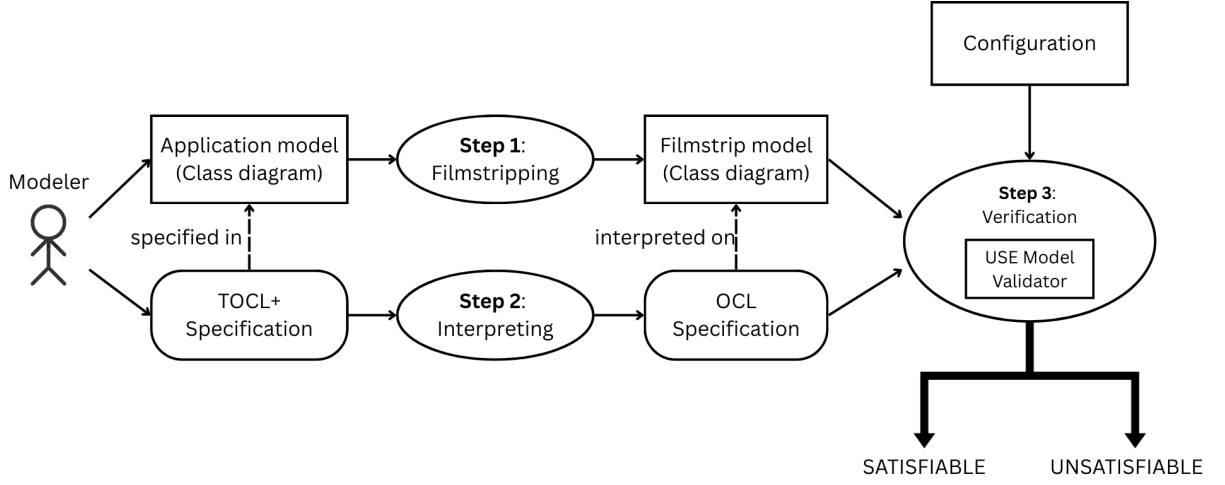 Configuration
Application model
(Class diagram)
Step 1:
Filmstripping
Filmstrip model
(Class diagram)
Modeler
Step 3:
Verification
specified in
interpreted on
USE Model
Validator
TOCL+
Specification
Step 2:
Interpreting
OCL
Specification
SATISFIABLE
UNSATISFIABLE